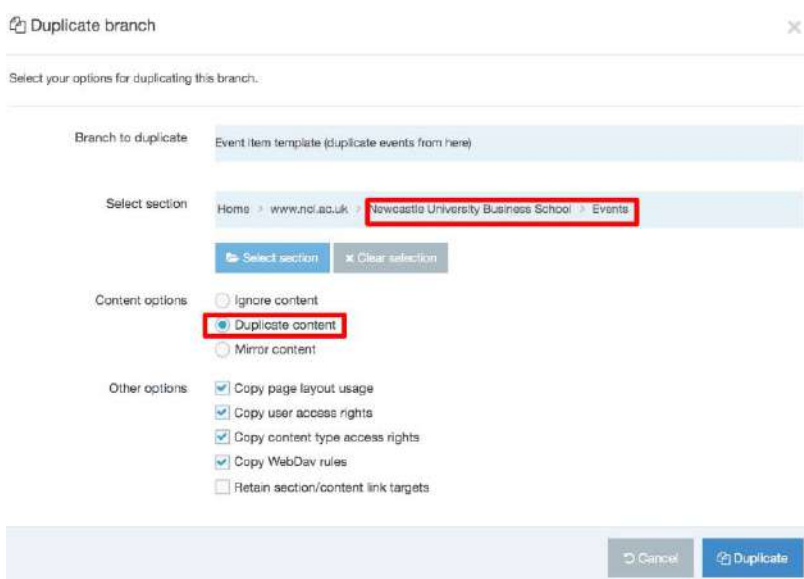 Duplicate branch
Select your options for duplicating this branch.
Branch to duplicate
Event Item template (duplicate events from here)
Select section
Home > www.ncl.ac.uk > Newcastle University Business School > Events
Select section
× Clear selection
Content options
Ignore content
Duplicate content
Mirror content
Other options
Copy page layout usage
Copy user access rights
Copy content type access rights
Copy WebDav rules
Retain section/content link targets
Cancel
Duplicate